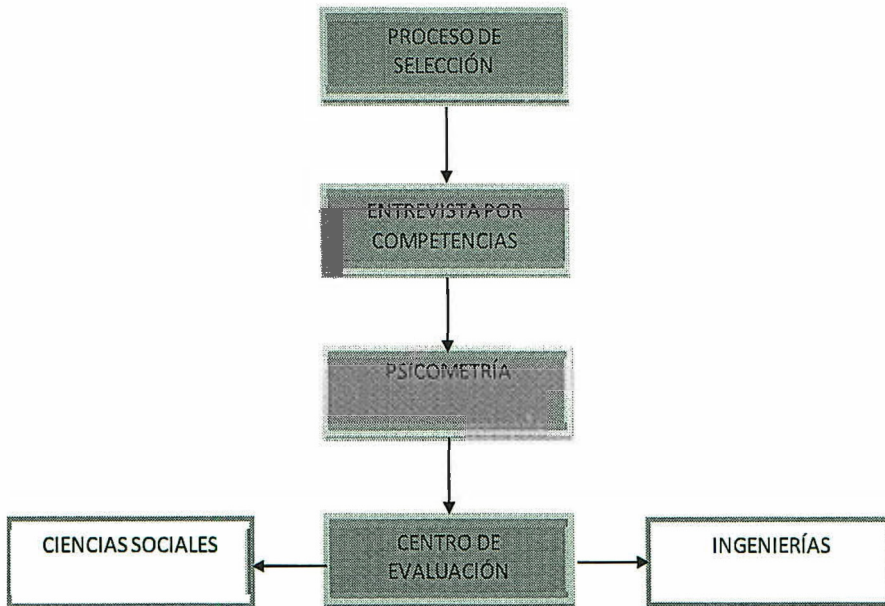 PROCESO DE
SELECCIÓN
ENTREVISTA POR
COMPETENCIAS
PSICOMETRÍA
CIENCIAS SOCIALES
CENTRO DE
EVALUACIÓN
INGENIERÍAS